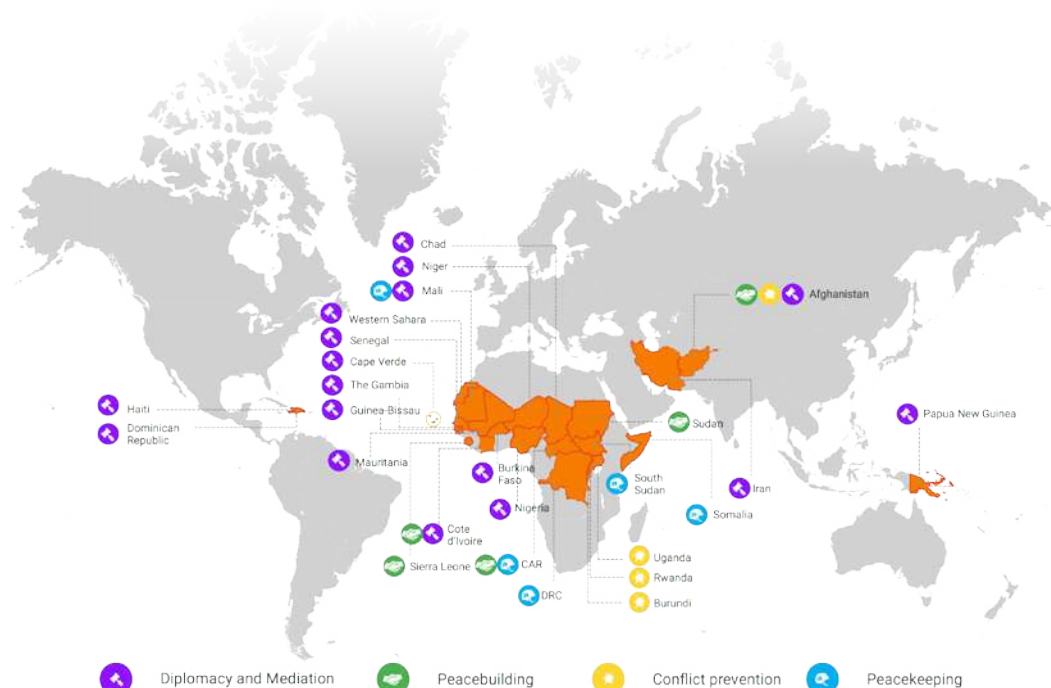 Chad
Niger
Mali
Western Sahara
Senegal
Cape Verde
The Gambia
Guinea-Bissau
Haiti
Dominican
Republic
Mauritania
Afghanistan
Papua New Guinea
Sudan
Burkina
Faso
South
Sudan
Iran
Nigeria
Somalia
Cote
d'Ivoire
Sierra Leone
CAR
Uganda
Rwanda
DRC
Burundi
Diplomacy and Mediation
Peacebuilding
Conflict prevention
Peacekeeping